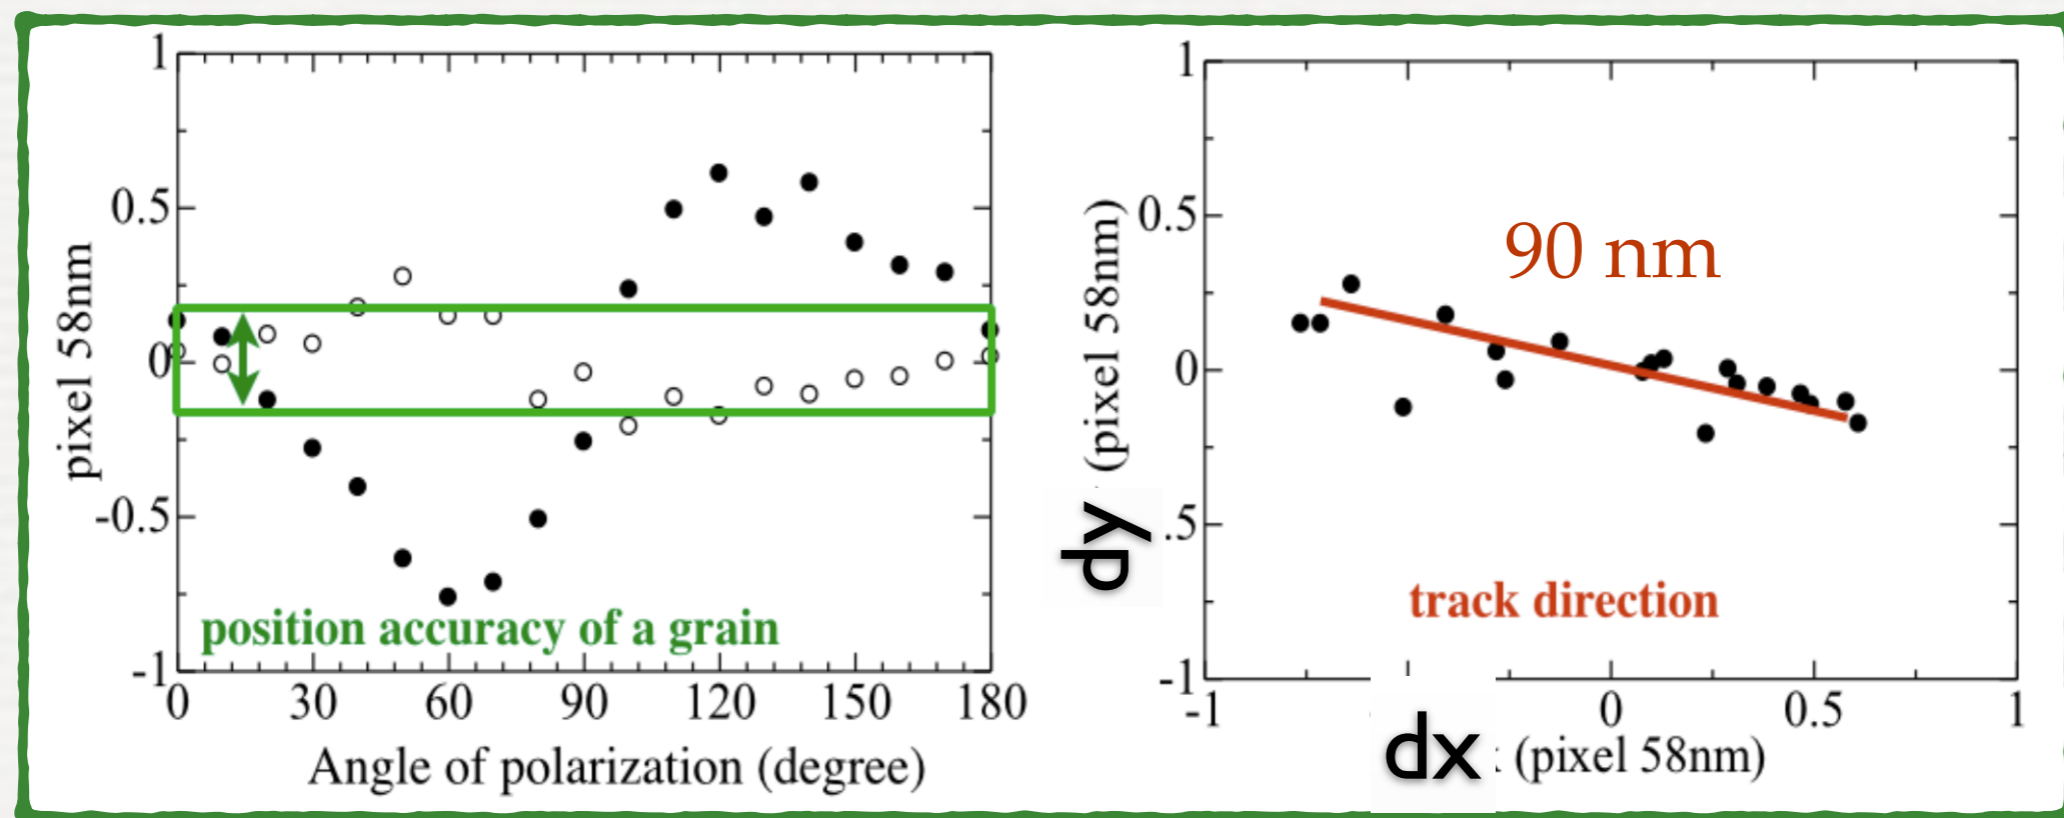 1
0.5
0
-0.5
-1
pixel 58nm
position accuracy of a grain
0 30 60 90 120 150 180
Angle of polarization (degree)
1
0.5
0
.5
-1
dy (pixel 58nm)
90 nm
track direction
-1 0 0.5 1
dx (pixel 58nm)